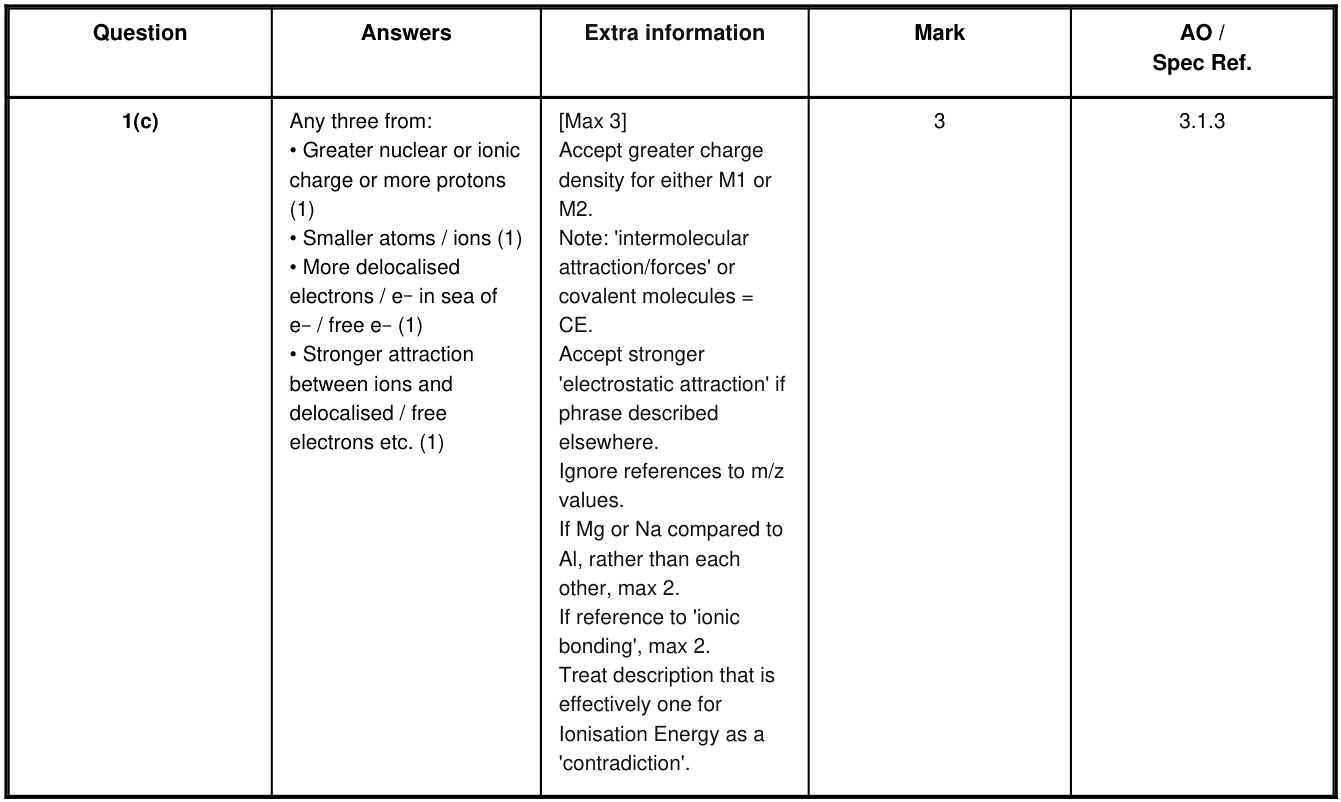 Question
Answers
Extra information
Mark
AO /
Spec Ref.
1(c)
Any three from:
• Greater nuclear or ionic
charge or more protons
(1)
• Smaller atoms / ions (1)
• More delocalised
electrons / e− in sea of
e− / free e− (1)
• Stronger attraction
between ions and
delocalised / free
electrons etc. (1)
[Max 3]
Accept greater charge
density for either M1 or
M2.
Note: 'intermolecular
attraction/forces' or
covalent molecules =
CE.
Accept stronger
'electrostatic attraction' if
phrase described
elsewhere.
Ignore references to m/z
values.
If Mg or Na compared to
Al, rather than each
other, max 2.
If reference to 'ionic
bonding', max 2.
Treat description that is
effectively one for
Ionisation Energy as a
'contradiction'.
3
3.1.3